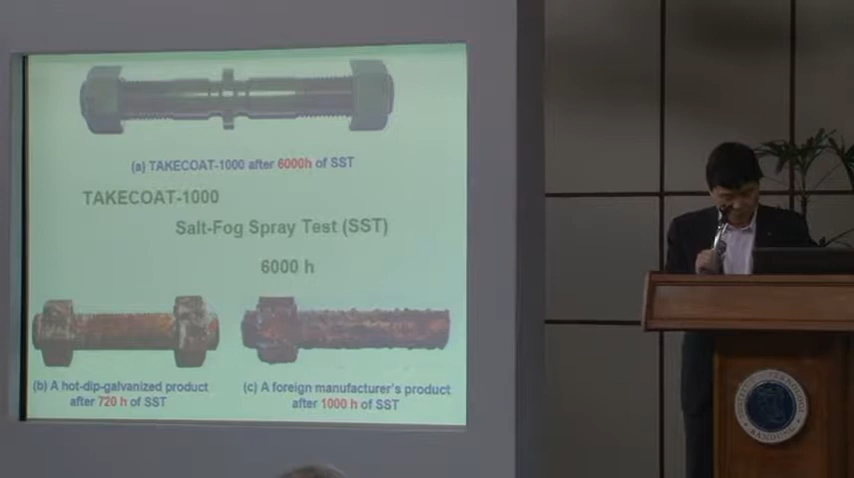 (a) TAKECOAT-1000 after 6000h of SST
TAKECOAT-1000
Salt-Fog Spray Test (SST)
6000 h
(b) A hot-dip-galvanized product
after 720 h of SST
(c) A foreign manufacturer's product
after 1000 h of SST
BANDUNG